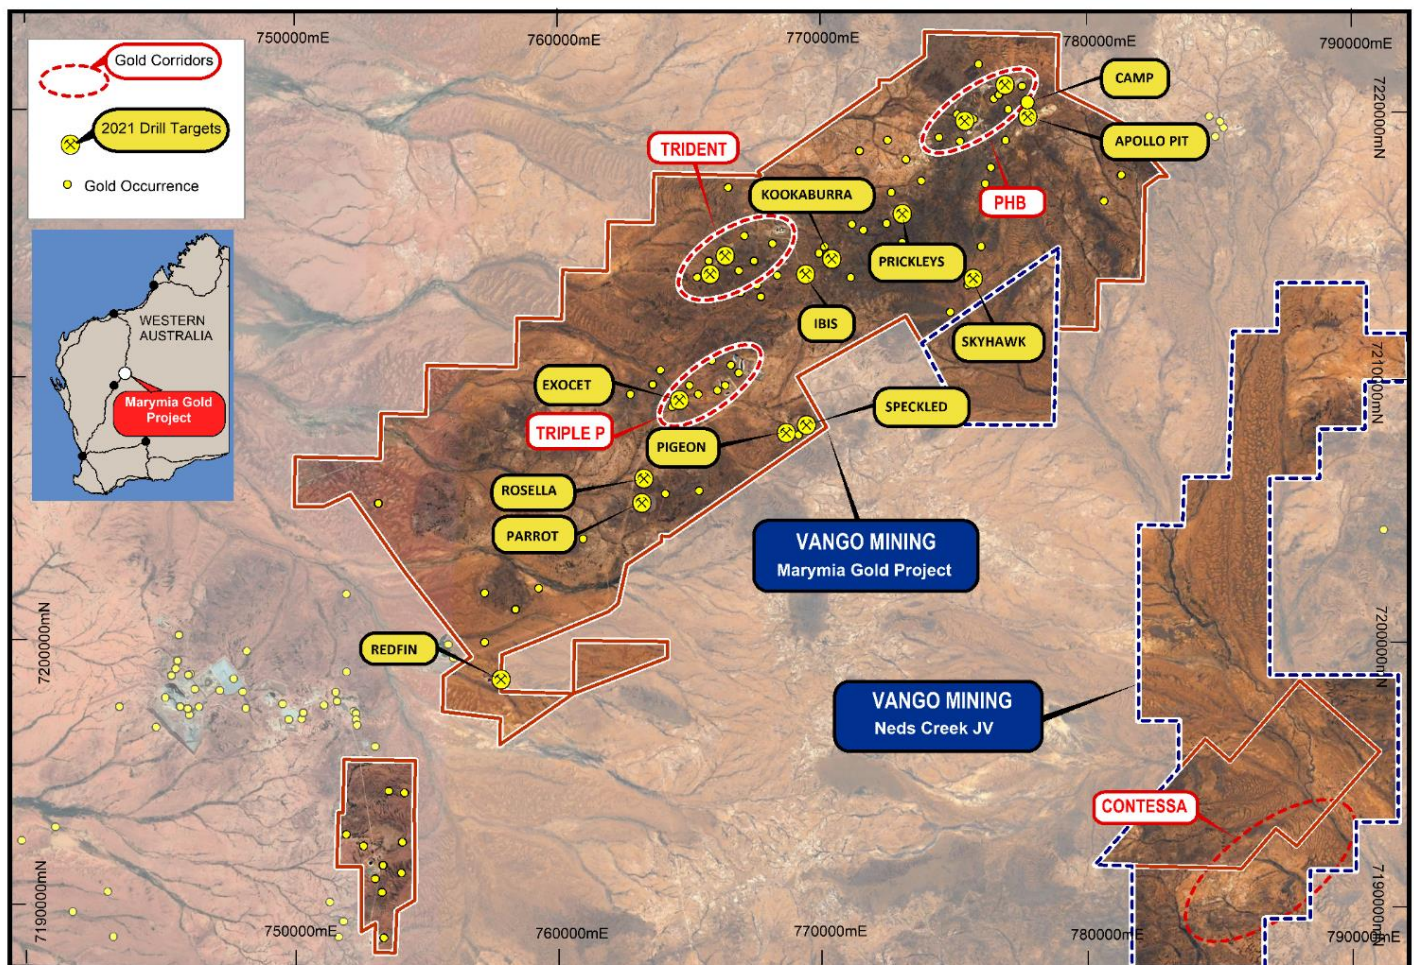 750000mE
760000mE
770000mE
780000mE
790000mE
Gold Corridors
2021 Drill Targets
Gold Occurrence
WESTERN
AUSTRALIA
Marymia Gold
Project
CAMP
7220000mN
APOLLO PIT
TRIDENT
KOOKABURRA
PHB
PRICKLEYS
IBIS
SKYHAWK
7210000mN
EXOCET
SPECKLED
TRIPLE P
PIGEON
ROSELLA
PARROT
VANGO MINING
Marymia Gold Project
7200000mN
REDFIN
7200000mN
VANGO MINING
Neds Creek JV
CONTESSA
7190000mN
7190000mN
750000mE
760000mE
770000mE
780000mE
790000mE